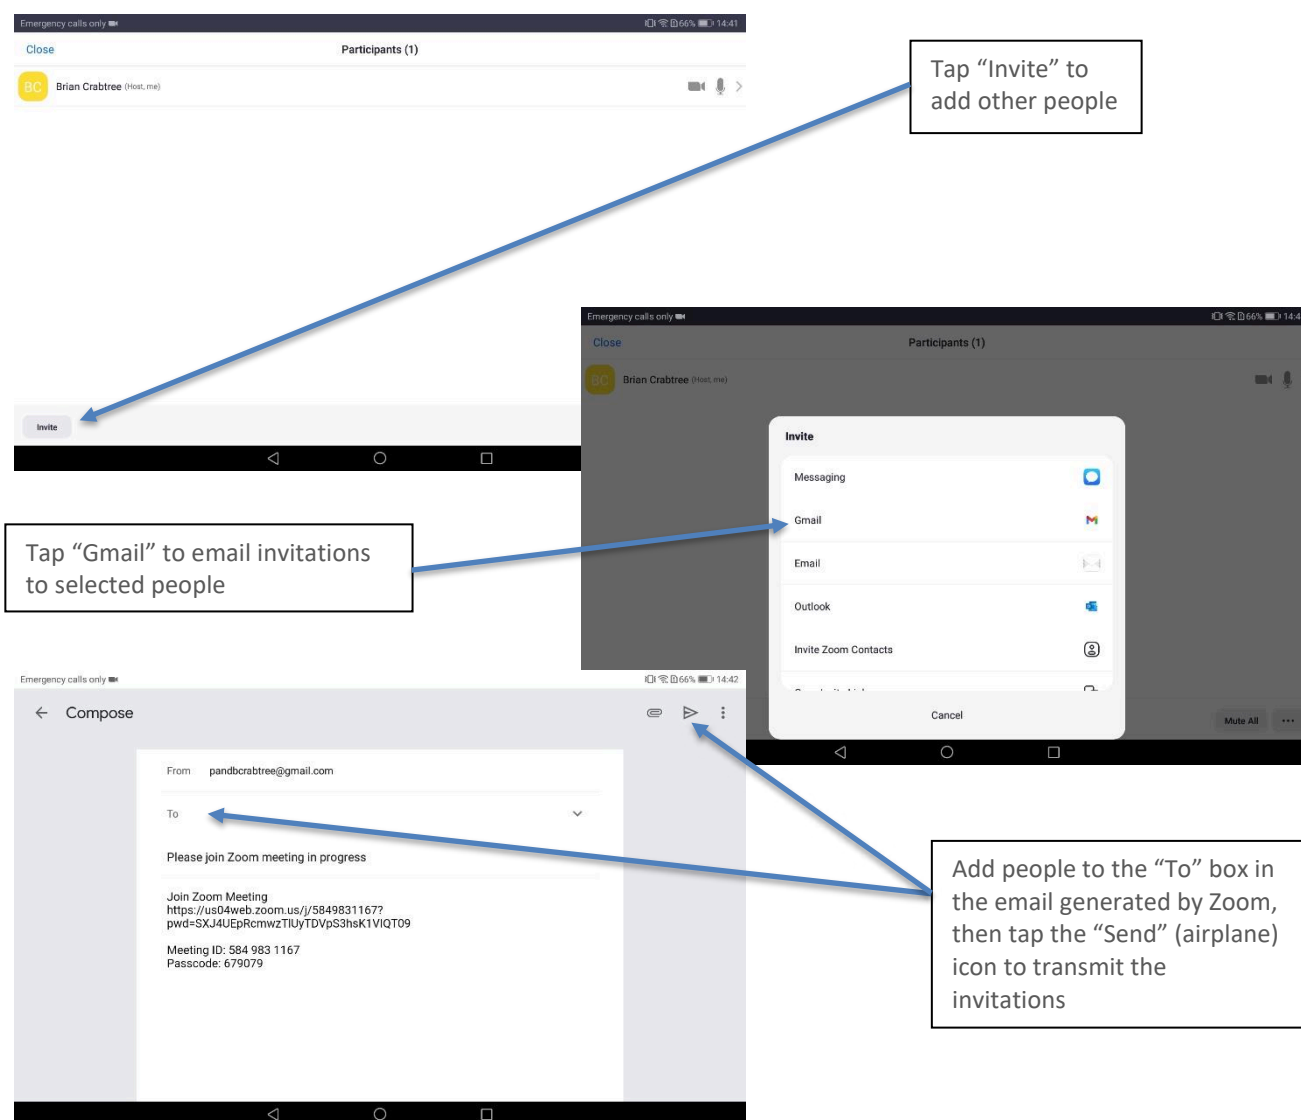 Emergency calls only
66% 14:41
Close
Participants (1)
BC
Brian Crabtree (Host, me)
Invite
Tap “Invite” to
add other people
Emergency calls only
66% 14:4
Close
Participants (1)
BC
Brian Crabtree (Host, me)
Invite
Messaging
Gmail
Email
Outlook
Invite Zoom Contacts
Cancel
Mute All
Tap “Gmail” to email invitations
to selected people
Emergency calls only
66% 14:42
Compose
From pandbcrabtree@gmail.com
To
Please join Zoom meeting in progress
Join Zoom Meeting
https://us04web.zoom.us/j/5849831167?
pwd=SXJ4UEpRcmwzTlUyTDVpS3hsK1VIQT09
Meeting ID: 584 983 1167
Passcode: 679079
Add people to the “To” box in
the email generated by Zoom,
then tap the “Send” (airplane)
icon to transmit the
invitations